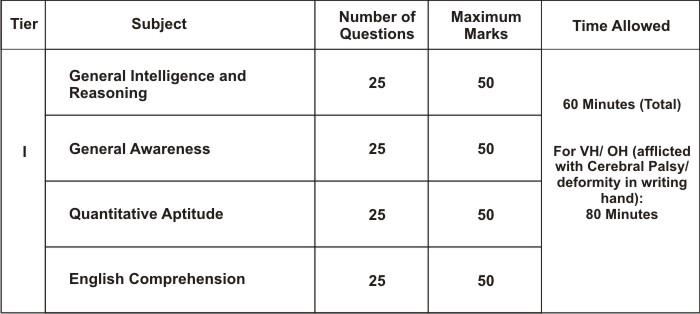 Tier
Subject
Number of
Questions
Maximum
Marks
Time Allowed
I
General Intelligence and
Reasoning
25
50
General Awareness
25
50
Quantitative Aptitude
25
50
English Comprehension
25
50
60 Minutes (Total)
For VH/ OH (afflicted
with Cerebral Palsy/
deformity in writing
hand):
80 Minutes